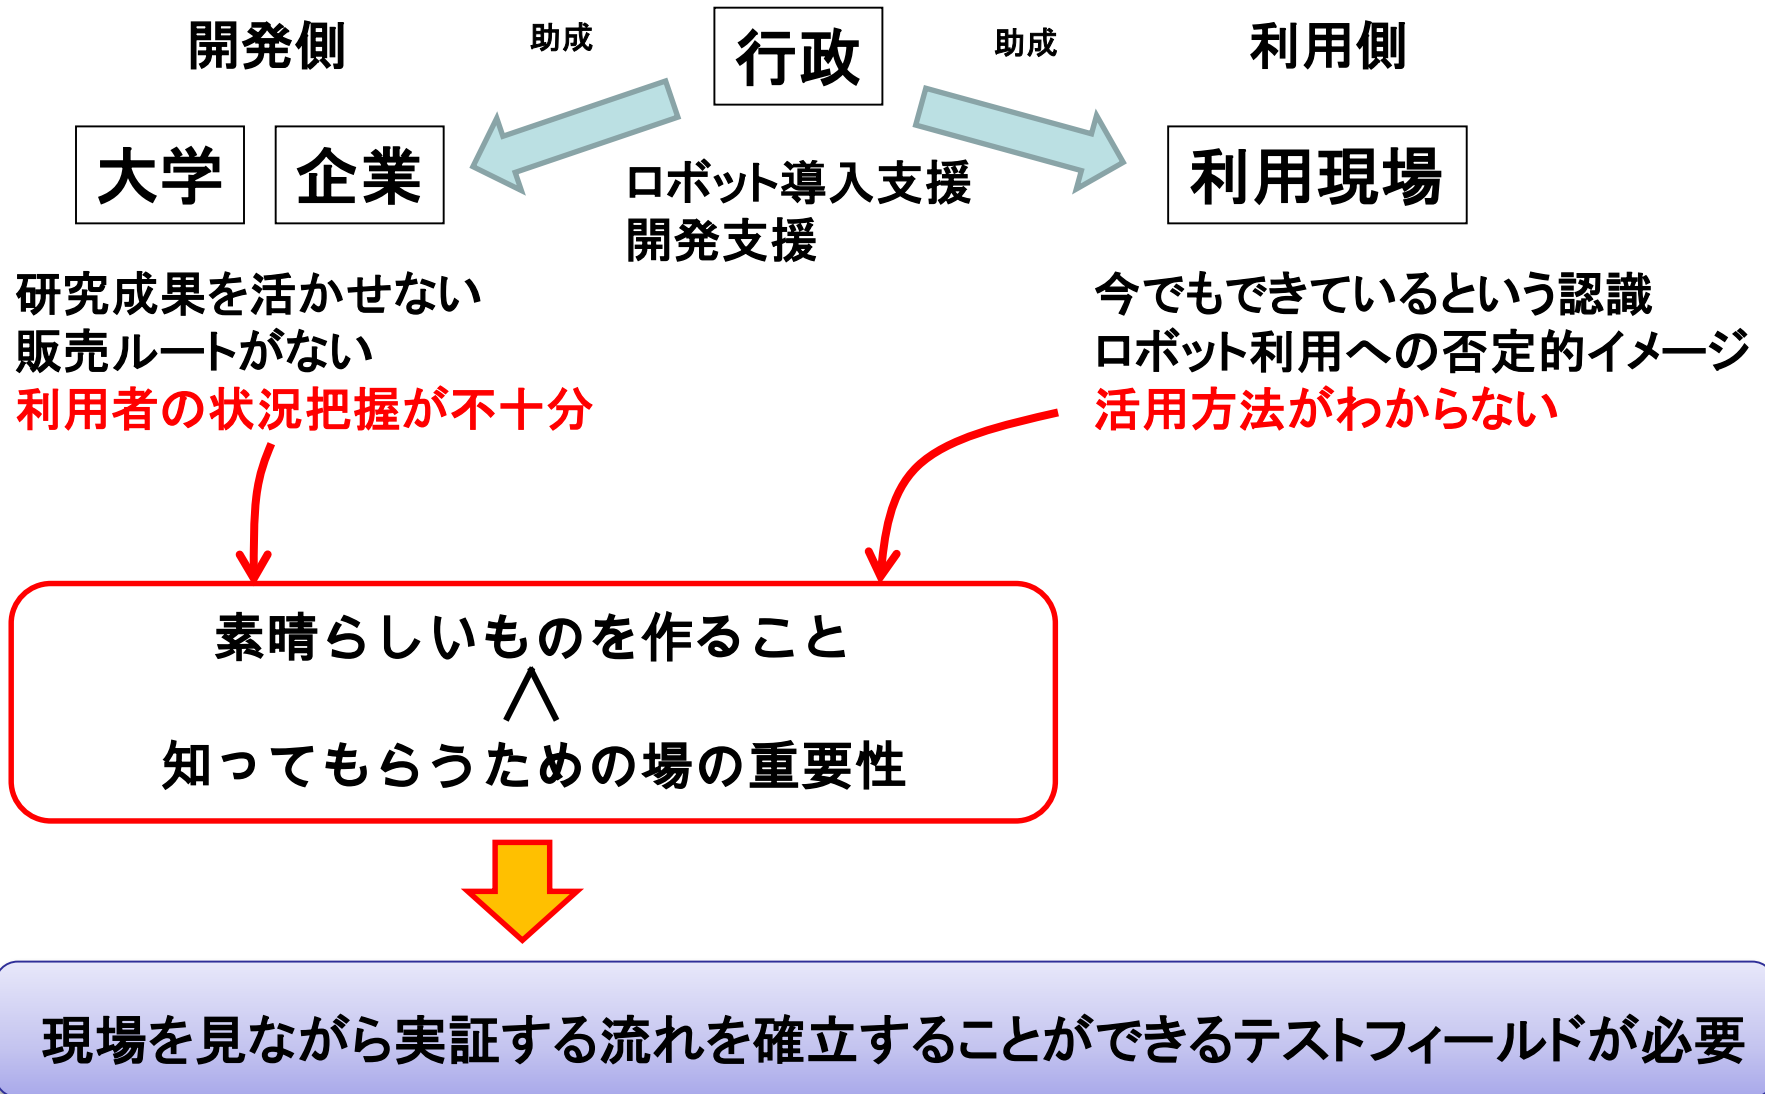 開発側
助成
行政
助成
利用側
大学
企業
利用現場
ロボット導入支援
開発支援
研究成果を活かせない
販売ルートがない
利用者の状況把握が不十分
今でもできているという認識
ロボット利用への否定的イメージ
活用方法がわからない
素晴らしいものを作ること
＜
知ってもらうための場の重要性
現場を見ながら実証する流れを確立することができるテストフィールドが必要